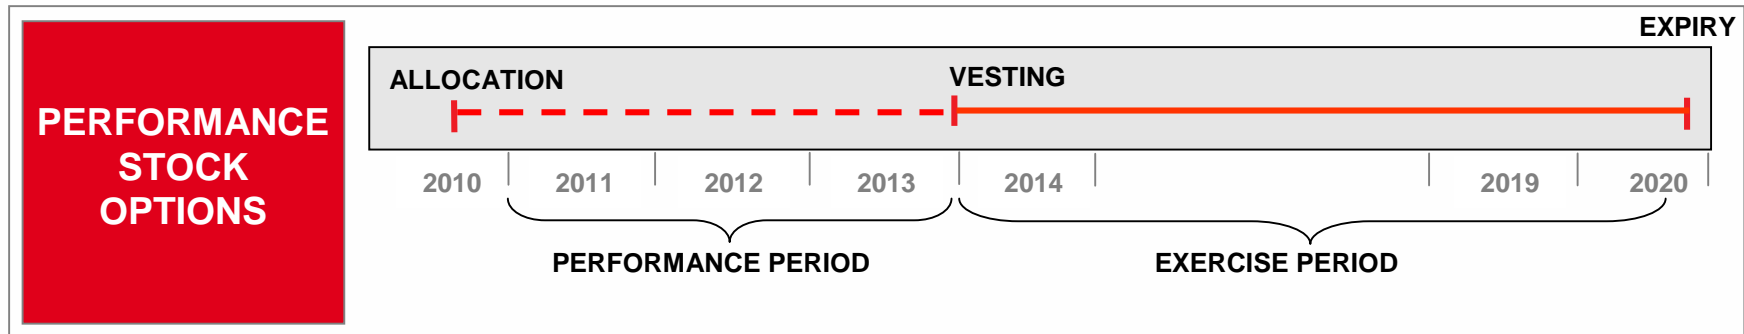 PERFORMANCE
STOCK
OPTIONS
EXPIRY
ALLOCATION
VESTING
2010 2011 2012 2013 2014 2019 2020
PERFORMANCE PERIOD
EXERCISE PERIOD